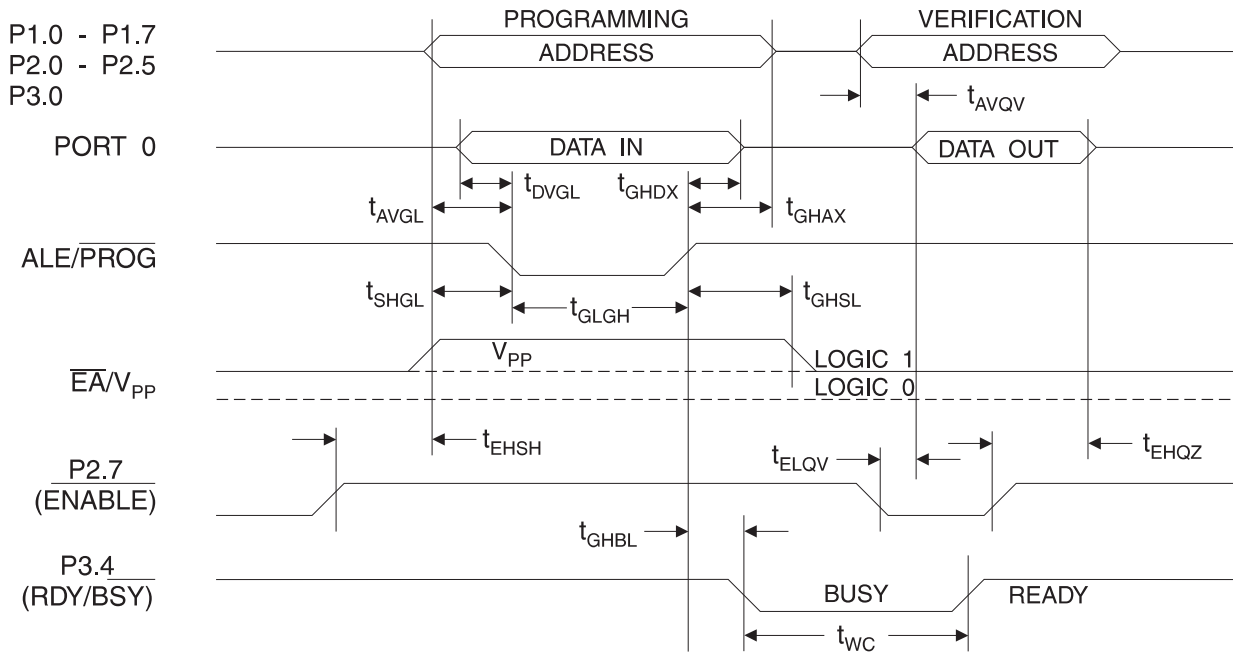 PROGRAMMING VERIFICATION
P1.0 - P1.7
P2.0 - P2.5
P3.0
ADDRESS ADDRESS
tAVQV
PORT 0 DATA IN DATA OUT
tDVGL tGHDX
tAVGL tGHAX
ALE/PROG
tSHGL tGLGH tGHSL
VPP LOGIC 1
EA/VPP LOGIC 0
tEHSH tELQV tEHQZ
P2.7
(ENABLE)
tGHBL
P3.4
(RDY/BSY) BUSY READY
tWC